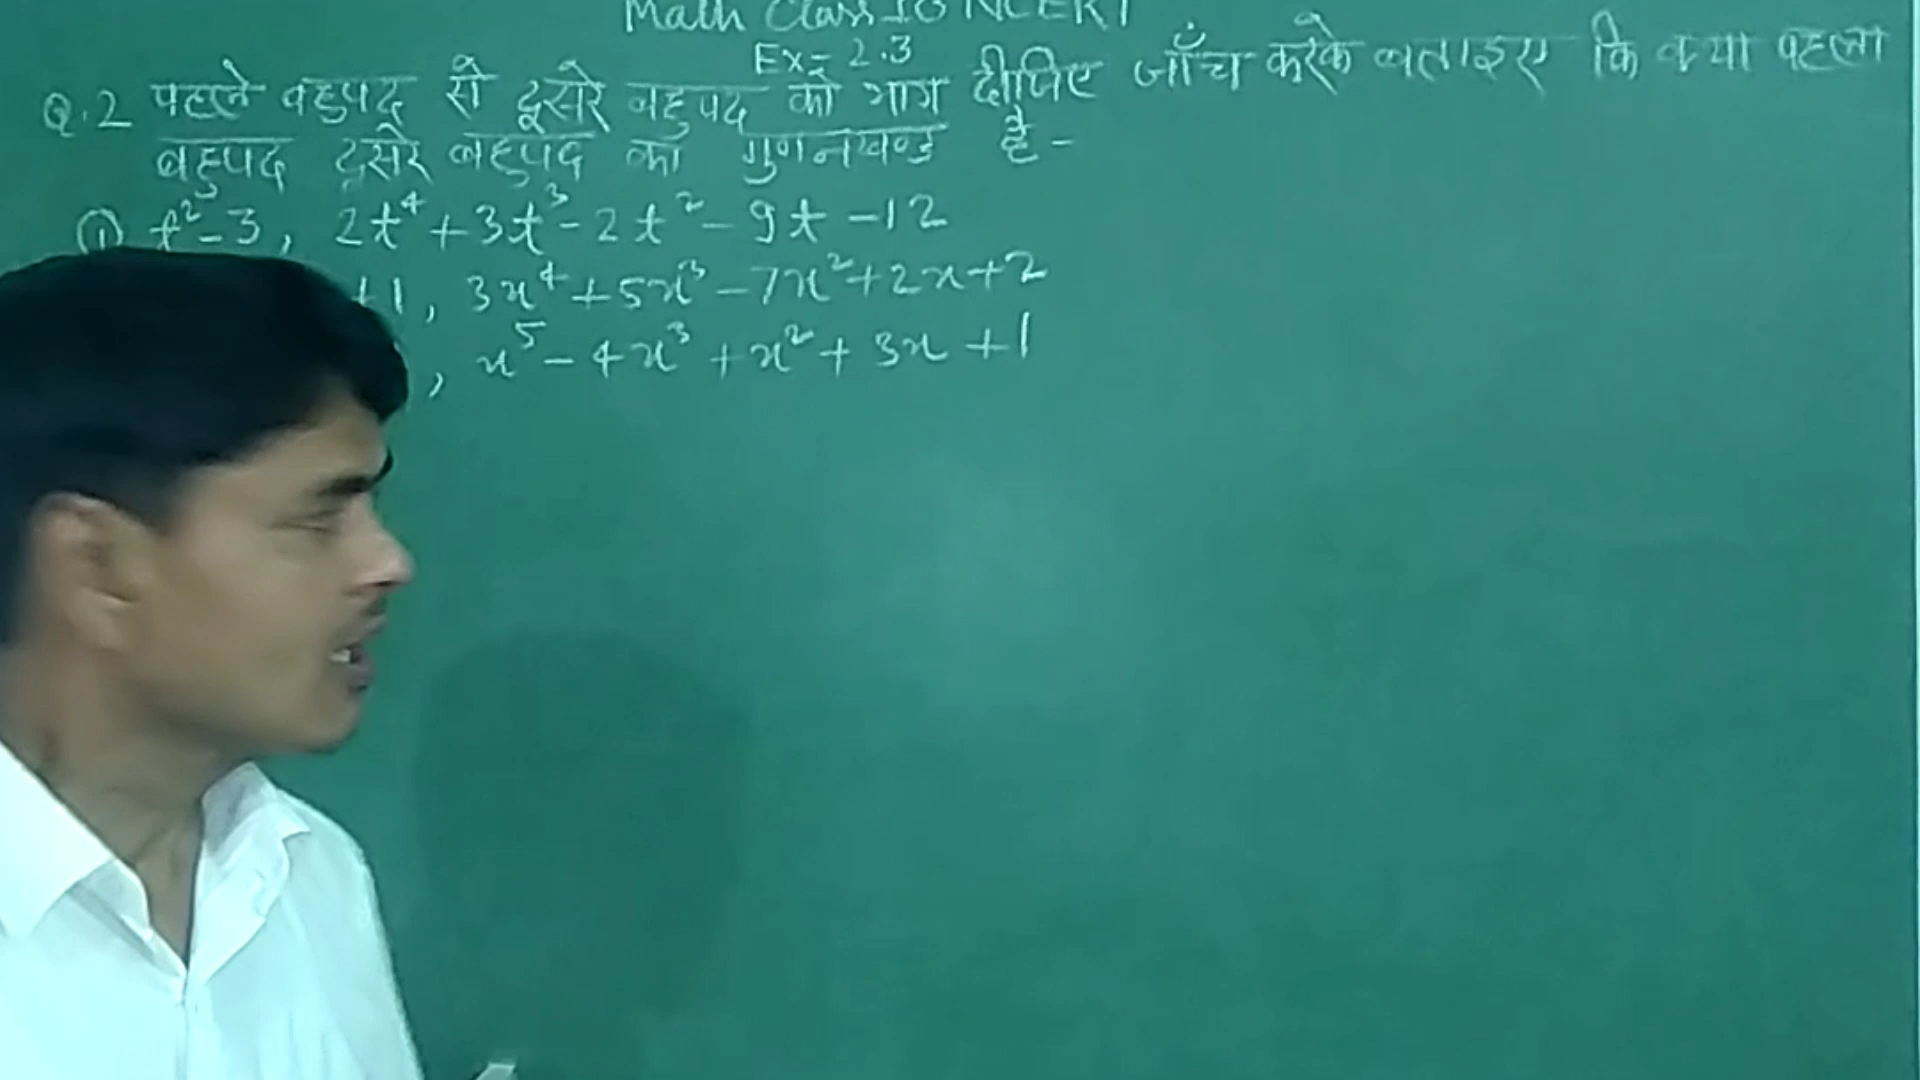 Math Class 10 NCERT
Ex = 2.3
Q.2 पहले बहुपद से दूसरे बहुपद को भाग दीजिए जाँच करके बताइए कि क्या पहला
बहुपद दूसरे बहुपद का गुणनखण्ड है -
① t² - 3, 2t⁴ + 3t³ - 2t² - 9t - 12
+1, 3x⁴ + 5x³ - 7x² + 2x + 2
, x⁵ - 4x³ + x² + 3x + 1